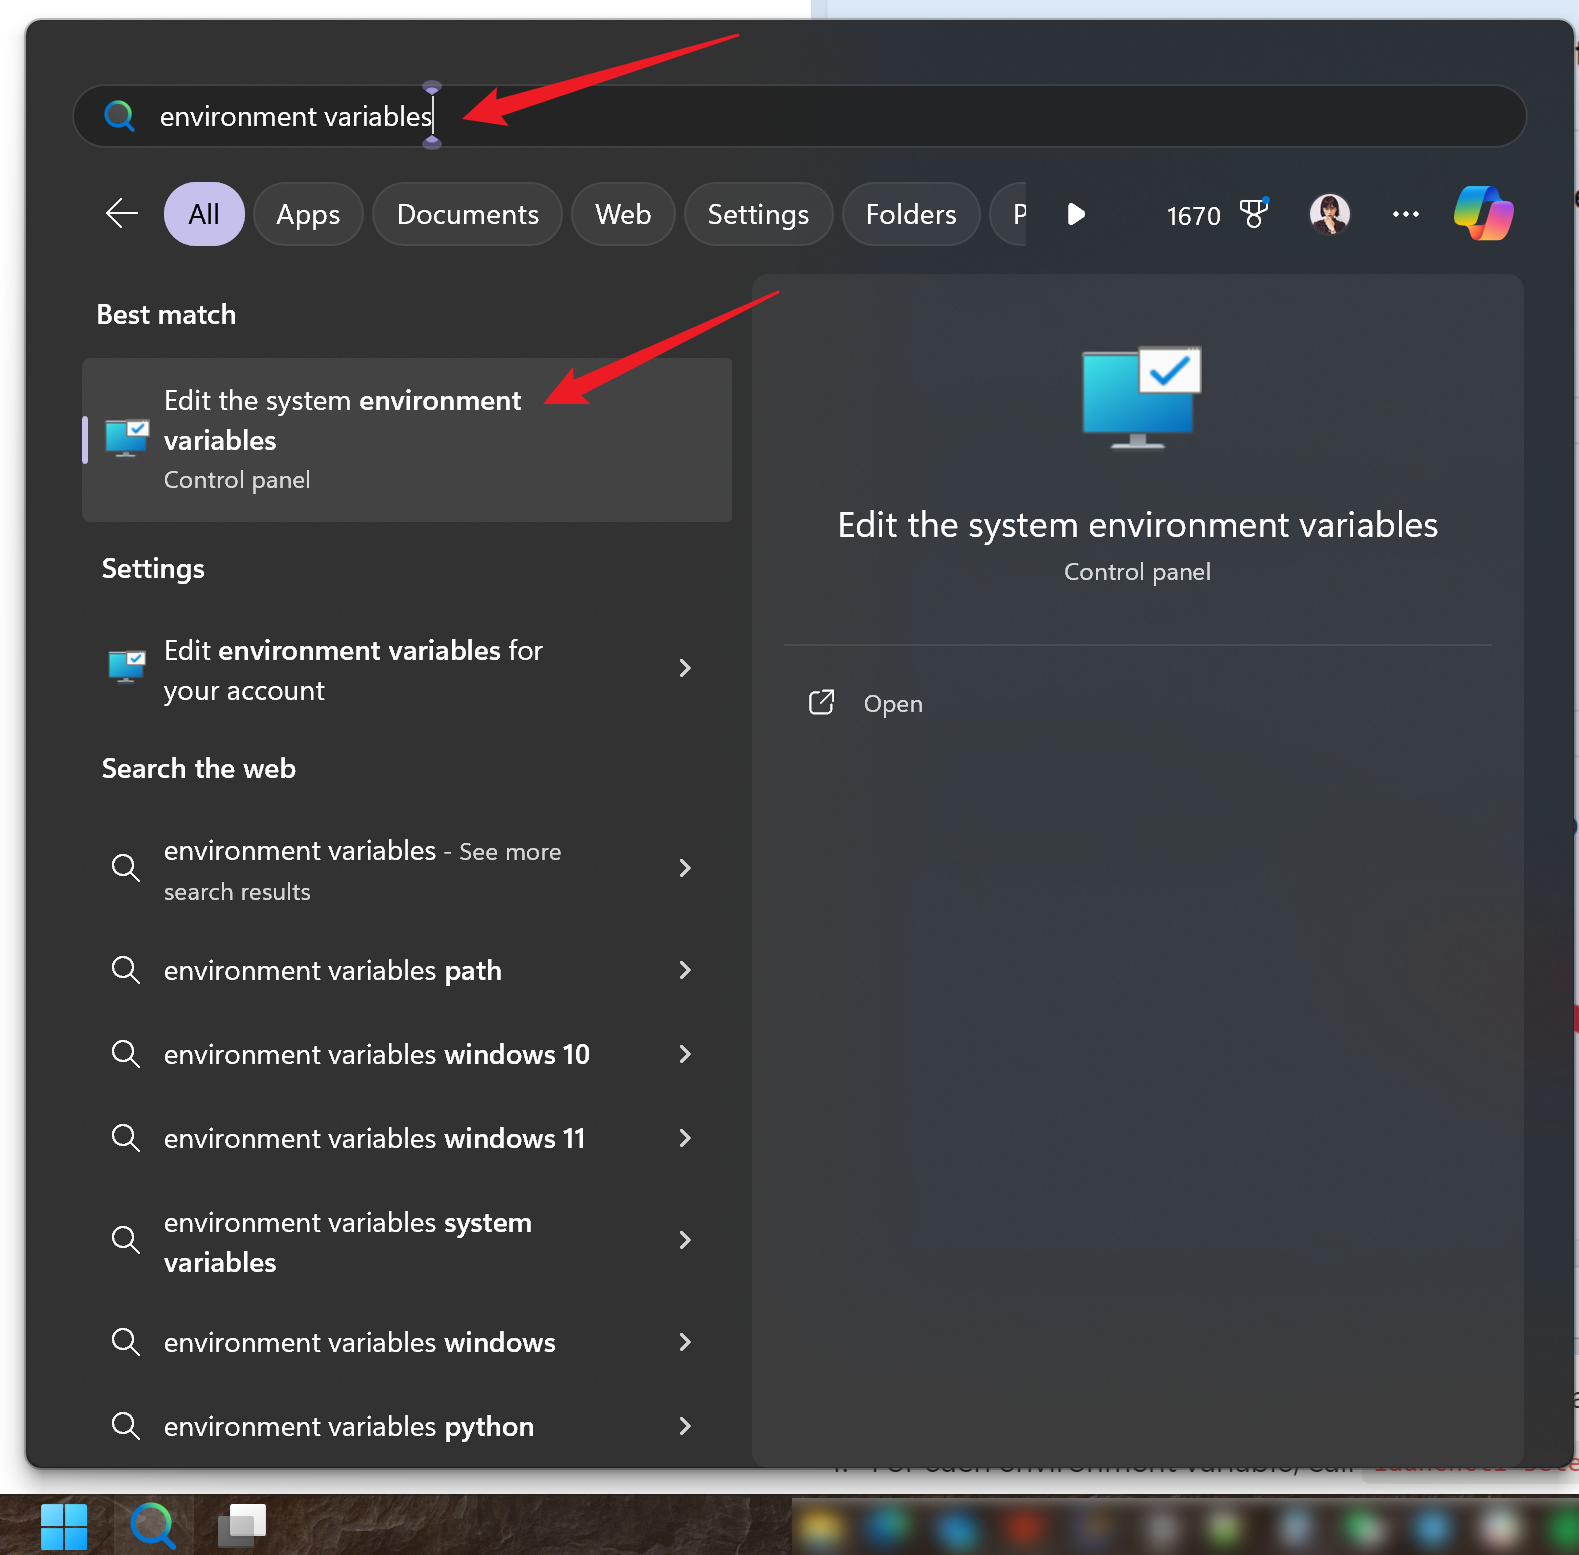 environment variables
All
Apps
Documents
Web
Settings
Folders
P
1670
Best match
Edit the system environment
variables
Control panel
Settings
Edit environment variables for
your account
Search the web
environment variables - See more
search results
environment variables path
environment variables windows 10
environment variables windows 11
environment variables system
variables
environment variables windows
environment variables python
Edit the system environment variables
Control panel
Open